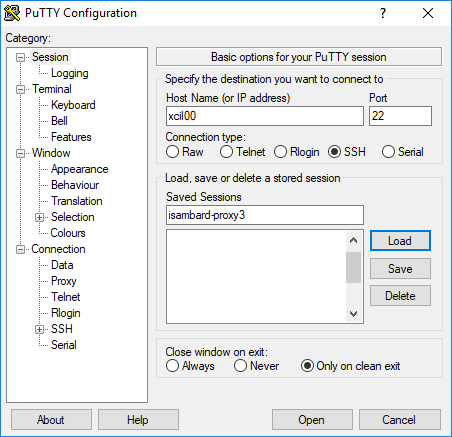 PuTTY Configuration
?
Category:
Session
Logging
Terminal
Keyboard
Bell
Features
Window
Appearance
Behaviour
Translation
Selection
Colours
Connection
Data
Proxy
Telnet
Rlogin
SSH
Serial
Basic options for your PuTTY session
Specify the destination you want to connect to
Host Name (or IP address) Port
xcil00 22
Connection type:
Raw Telnet Rlogin SSH Serial
Load, save or delete a stored session
Saved Sessions
isambard-proxy3
Load
Save
Delete
Close window on exit:
Always Never Only on clean exit
About Help Open Cancel